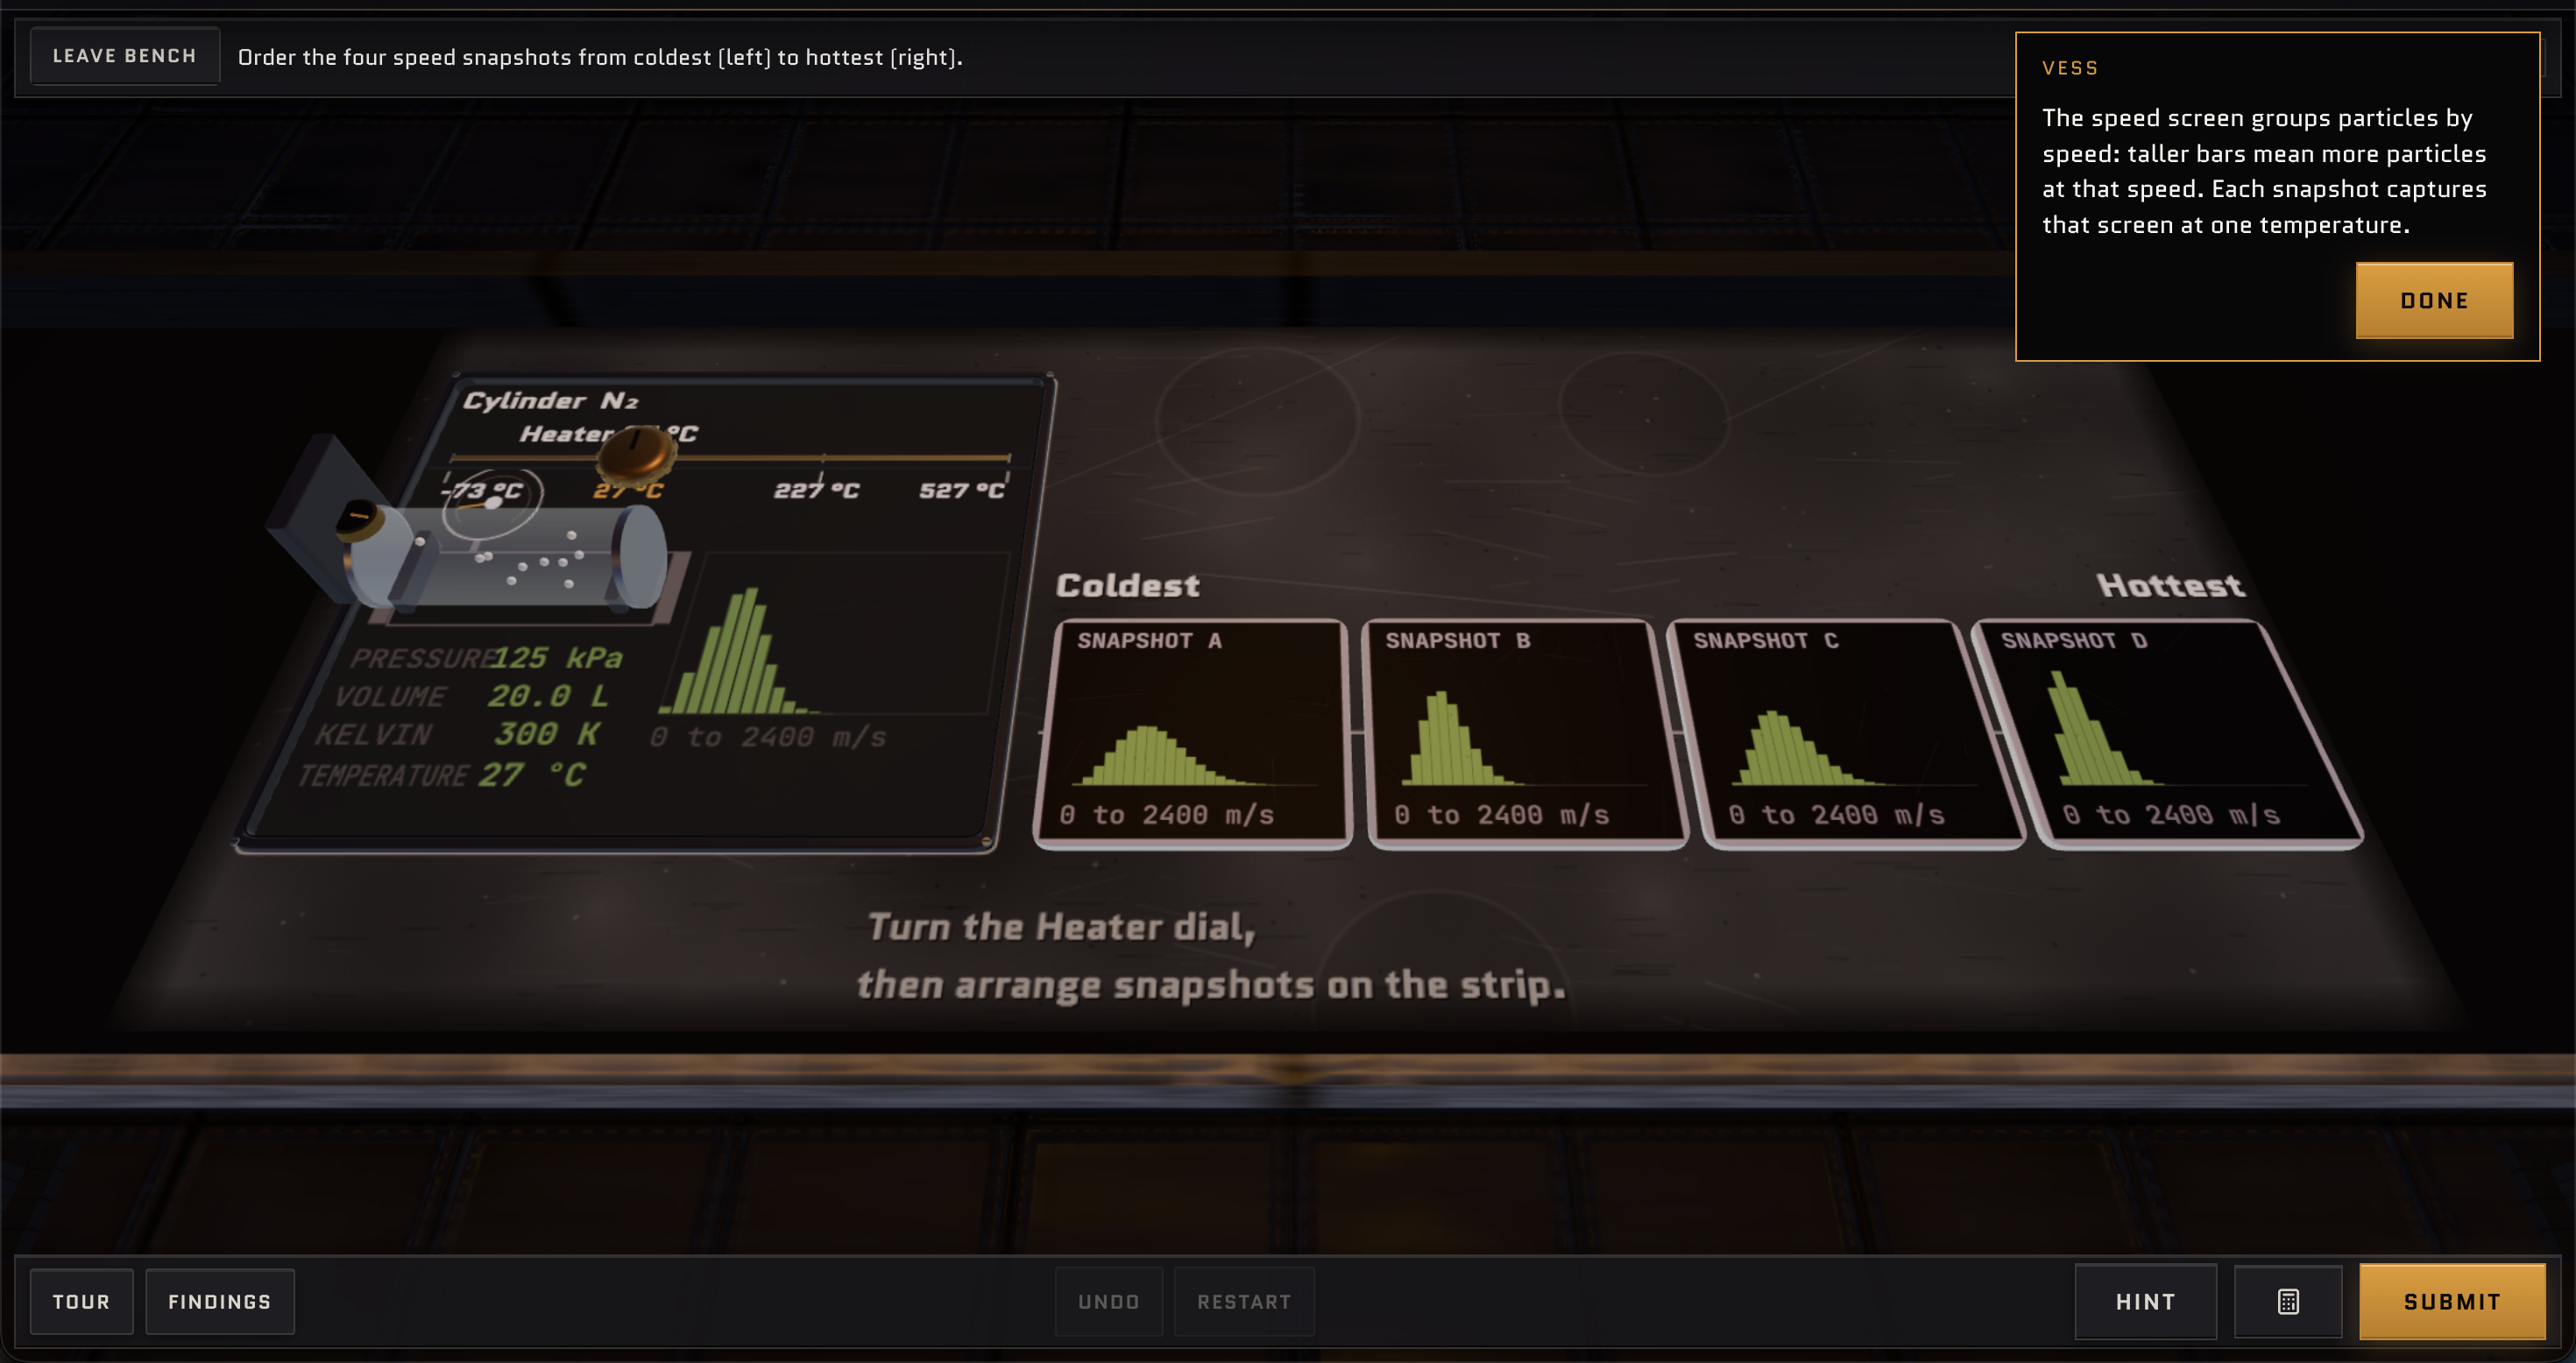 LEAVE BENCH
Order the four speed snapshots from coldest (left) to hottest (right).
VESS
The speed screen groups particles by
speed: taller bars mean more particles
at that speed. Each snapshot captures
that screen at one temperature.
DONE
Cylinder N₂
Heater °C
-73 °C 27 °C 227 °C 527 °C
PRESSURE 125 kPa
VOLUME 20.0 L
KELVIN 300 K
TEMPERATURE 27 °C
0 to 2400 m/s
Coldest
Hottest
SNAPSHOT A
0 to 2400 m/s
SNAPSHOT B
0 to 2400 m/s
SNAPSHOT C
0 to 2400 m/s
SNAPSHOT D
0 to 2400 m/s
Turn the Heater dial,
then arrange snapshots on the strip.
TOUR
FINDINGS
UNDO
RESTART
HINT
SUBMIT